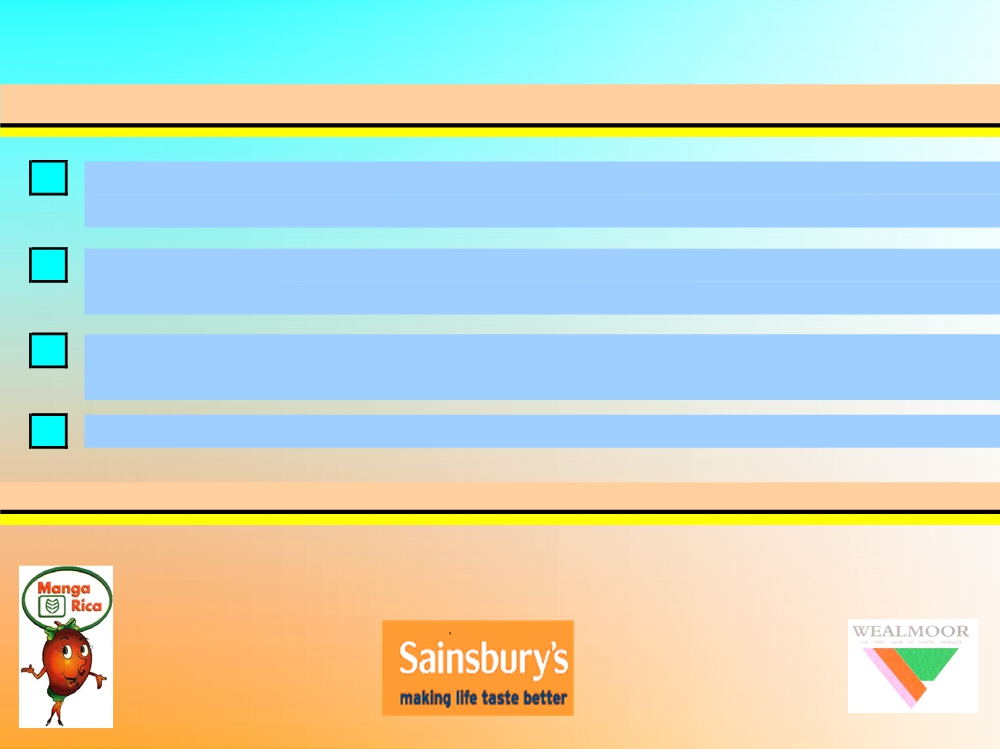 Manga
Rica
Sainsbury's
making life taste better
WEALMOOR